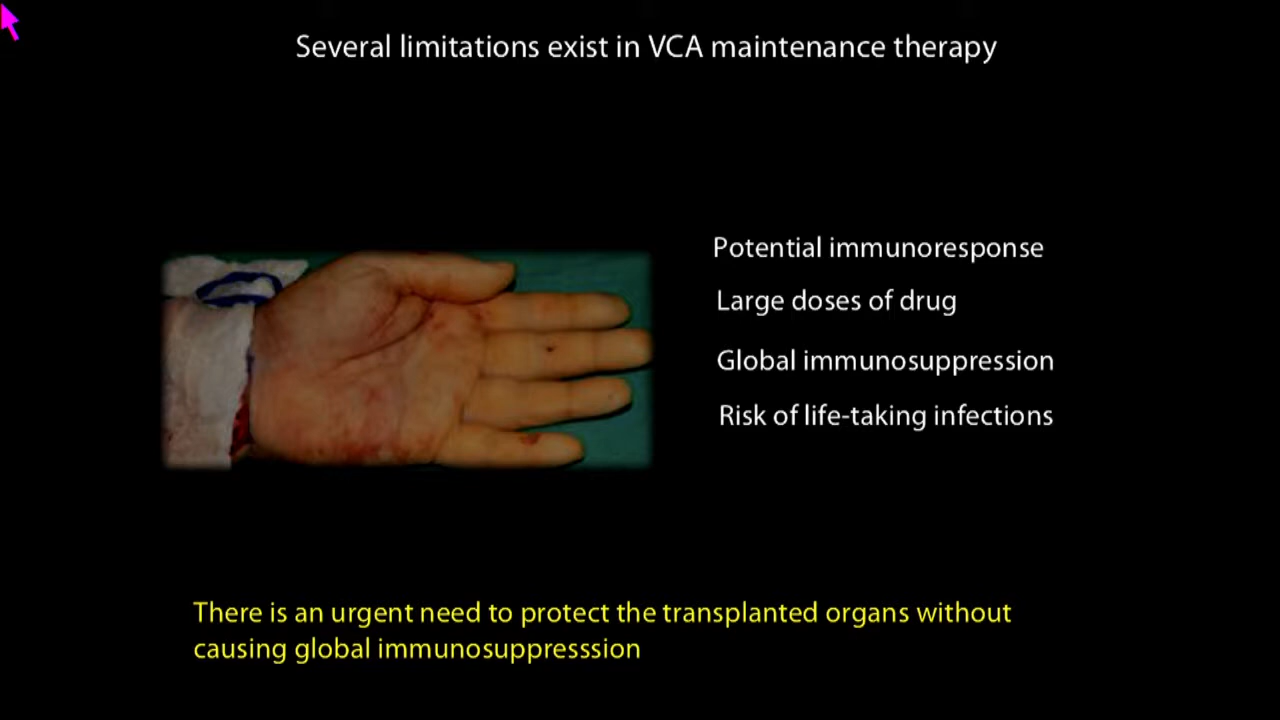 Several limitations exist in VCA maintenance therapy
Potential immunoresponse
Large doses of drug
Global immunosuppression
Risk of life-taking infections
There is an urgent need to protect the transplanted organs without
causing global immunosuppresssion